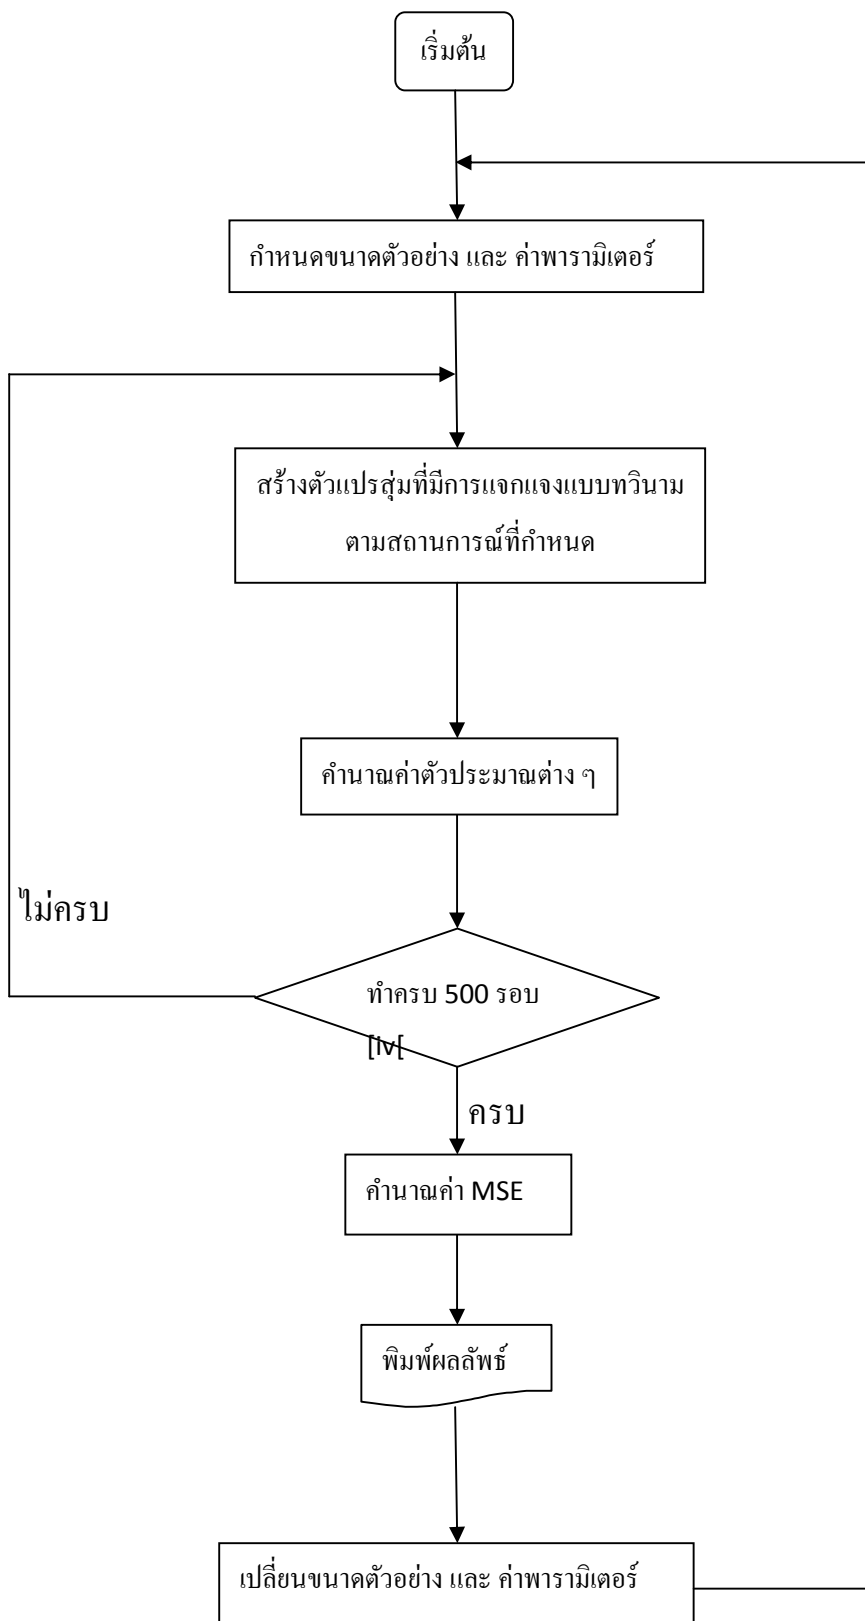 เริ่มต้น
กำหนดขนาดตัวอย่าง และ ค่าพารามิเตอร์
สร้างตัวแปรสุ่มที่มีการแจกแจงแบบทวินาม
ตามสถานการณ์ที่กำหนด
คำนาณค่าตัวประมาณต่าง ๆ
ไม่ครบ
ทำครบ 500 รอบ
[iv[
ครบ
คำนาณค่า MSE
พิมพ์ผลลัพธ์
เปลี่ยนขนาดตัวอย่าง และ ค่าพารามิเตอร์